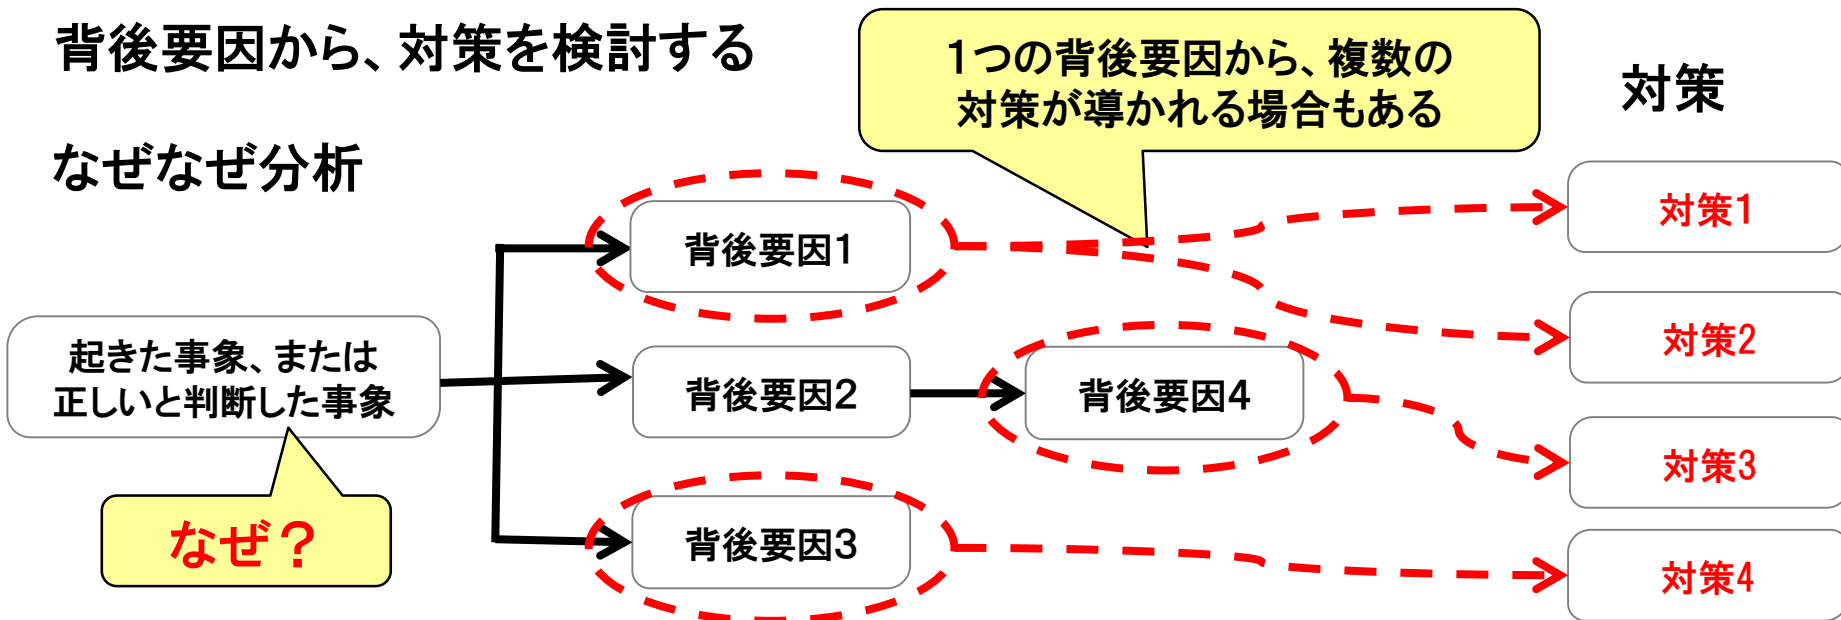 背後要因から、対策を検討する
なぜなぜ分析
1つの背後要因から、複数の
対策が導かれる場合もある
対策
背後要因1
対策1
対策2
起きた事象、または
正しいと判断した事象
背後要因2
背後要因4
対策3
なぜ？
背後要因3
対策4